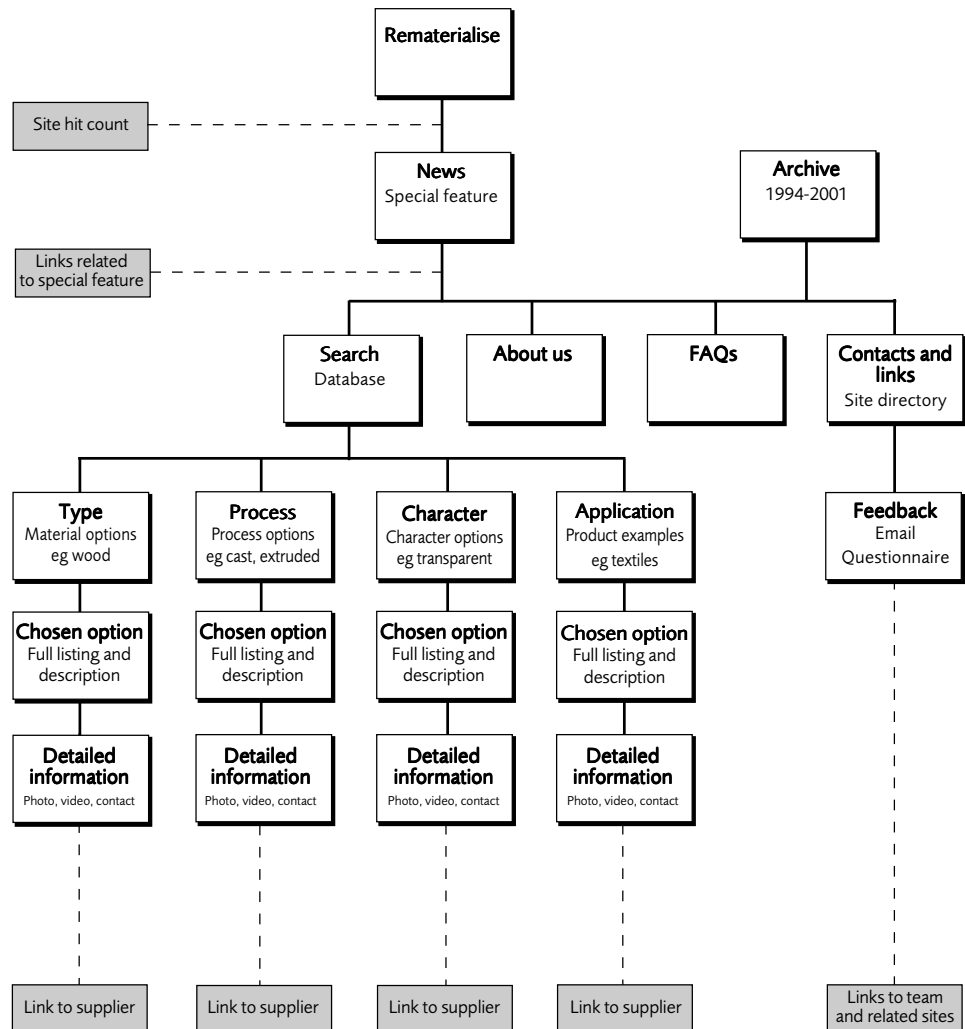 Rematerialise
Site hit count
News
Special feature
Archive
1994-2001
Links related
to special feature
Search
Database
About us
FAQs
Contacts and
links
Site directory
Type
Material options
eg wood
Process
Process options
eg cast, extruded
Character
Character options
eg transparent
Application
Product examples
eg textiles
Feedback
Email
Questionnaire
Chosen option
Full listing and
description
Chosen option
Full listing and
description
Chosen option
Full listing and
description
Chosen option
Full listing and
description
Detailed
information
Photo, video, contact
Detailed
information
Photo, video, contact
Detailed
information
Photo, video, contact
Detailed
information
Photo, video, contact
Link to supplier
Link to supplier
Link to supplier
Link to supplier
Links to team
and related sites